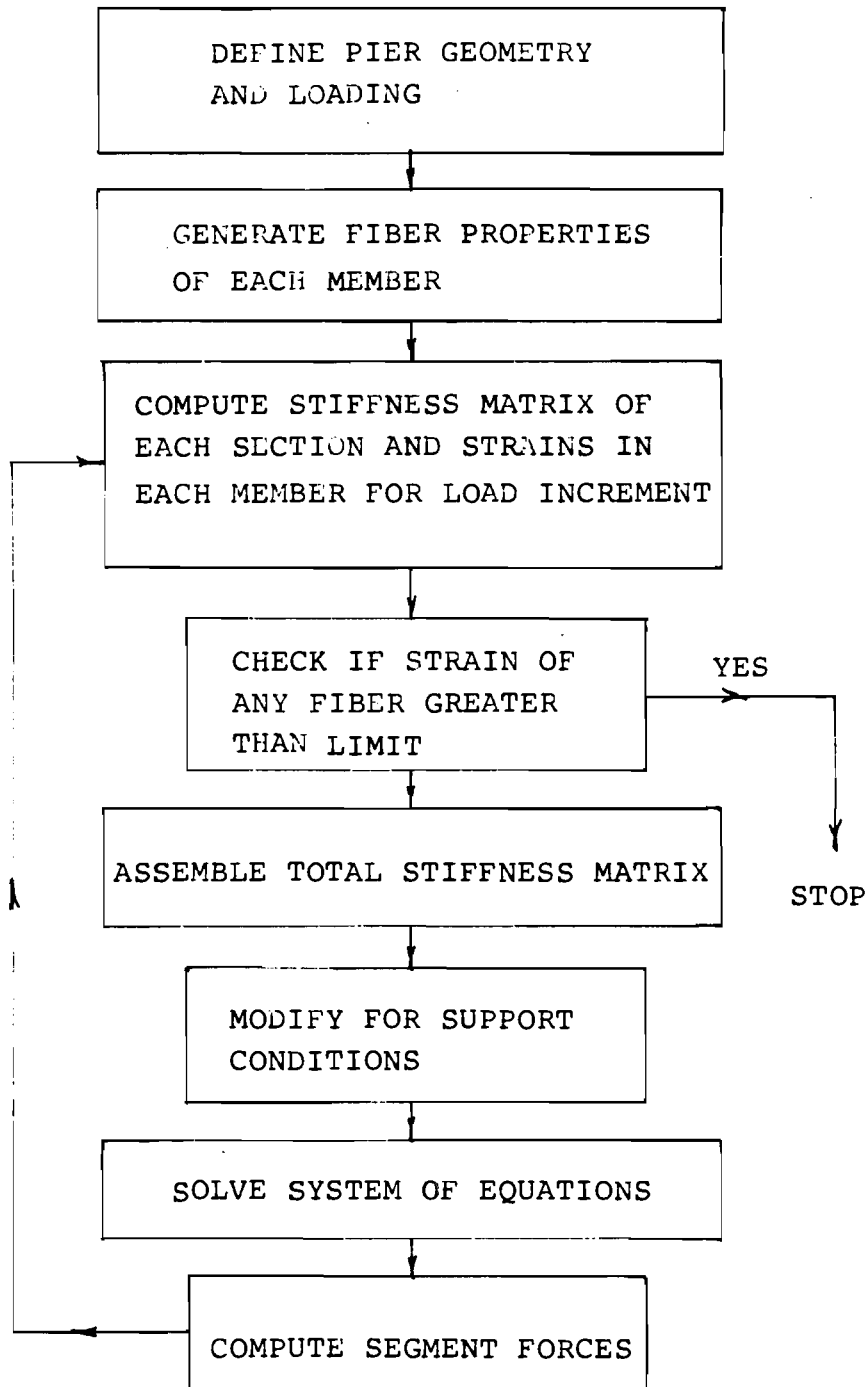 DEFINE PIER GEOMETRY
AND LOADING
GENERATE FIBER PROPERTIES
OF EACH MEMBER
COMPUTE STIFFNESS MATRIX OF
EACH SECTION AND STRAINS IN
EACH MEMBER FOR LOAD INCREMENT
CHECK IF STRAIN OF
ANY FIBER GREATER
THAN LIMIT
YES
STOP
ASSEMBLE TOTAL STIFFNESS MATRIX
MODIFY FOR SUPPORT
CONDITIONS
SOLVE SYSTEM OF EQUATIONS
COMPUTE SEGMENT FORCES